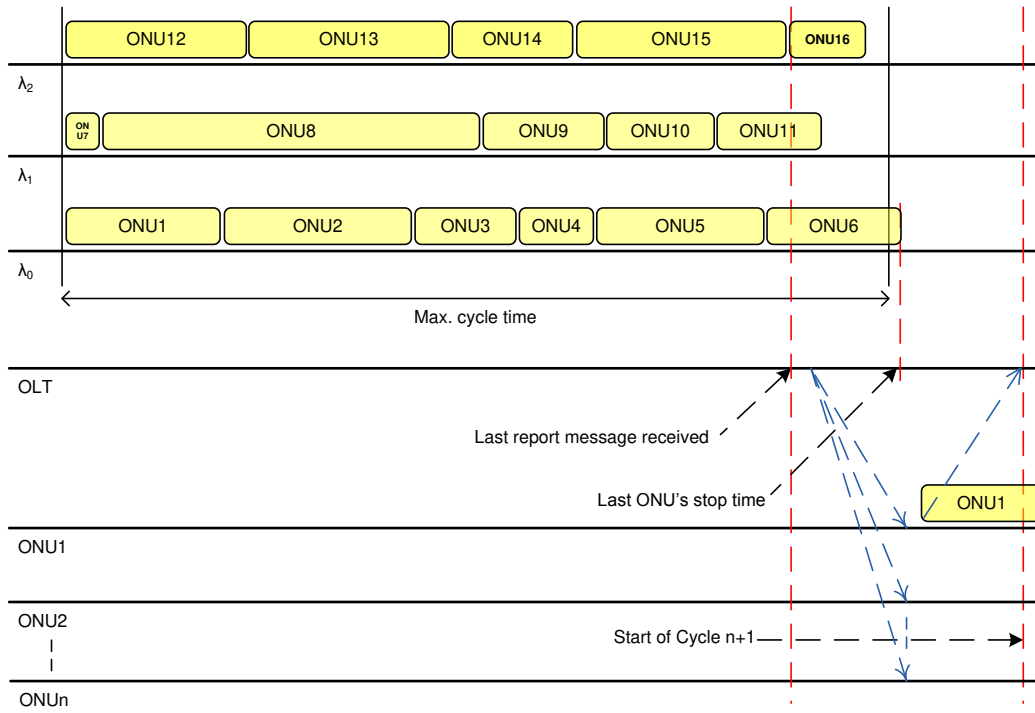 ONU12 ONU13 ONU14 ONU15 ONU16
λ2
ON
U7 ONU8 ONU9 ONU10 ONU11
λ1
ONU1 ONU2 ONU3 ONU4 ONU5 ONU6
λ0
Max. cycle time
OLT
Last report message received
Last ONU's stop time
ONU1
ONU1
ONU2
Start of Cycle n+1
ONUn